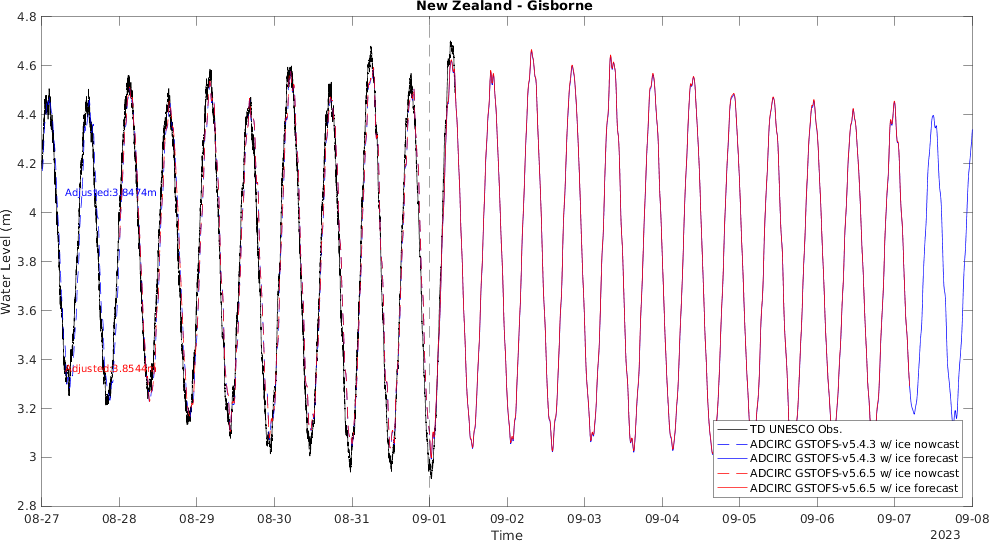 New Zealand - Gisborne
4.8
4.6
4.4
4.2
4
3.8
3.6
3.4
3.2
3
2.8
Water Level (m)
Adjusted:3.8474m
Adjusted:3.8544m
TD UNESCO Obs.
ADCIRC GSTOFS-v5.4.3 w/ ice nowcast
ADCIRC GSTOFS-v5.4.3 w/ ice forecast
ADCIRC GSTOFS-v5.6.5 w/ ice nowcast
ADCIRC GSTOFS-v5.6.5 w/ ice forecast
08-27 08-28 08-29 08-30 08-31 09-01 09-02 09-03 09-04 09-05 09-06 09-07 09-08
2023
Time